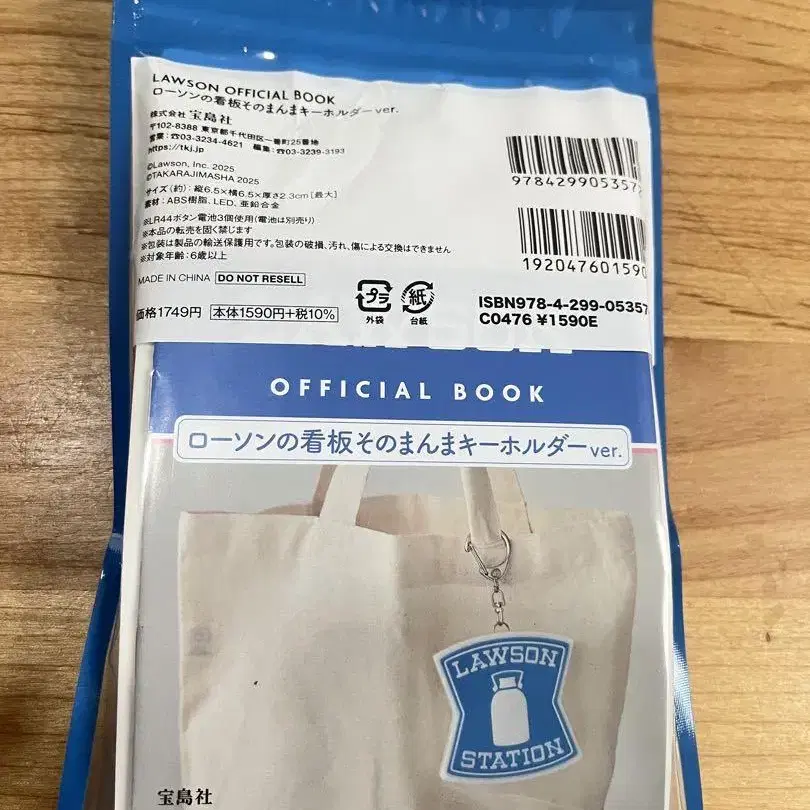 LAWSON OFFICIAL BOOK
ローソンの看板そのまんまキーホルダーver.
株式会社 宝島社
〒102-8388 東京都千代田区一番町25番地
営業：☎03-3234-4621 編集：☎03-3239-3193
https://tkj.jp
©Lawson, Inc. 2025
©TAKARAJIMASHA 2025
サイズ（約）：縦6.5×横6.5×厚さ2.3cm［最大］
素材：ABS樹脂、LED、亜鉛合金
※LR44ボタン電池3個使用（電池は別売り）
※本品の転売を固く禁じます
※包装は製品の輸送保護用です。包装の破損、汚れ、傷による交換はできません
※対象年齢：6歳以上
MADE IN CHINA DO NOT RESELL
価格1749円 本体1590円+税10%
プラ 外袋
紙 台紙
978429905357
192047601590
ISBN978-4-299-05357
C0476 ¥1590E
OFFICIAL BOOK
ローソンの看板そのまんまキーホルダーver.
LAWSON
STATION
宝島社